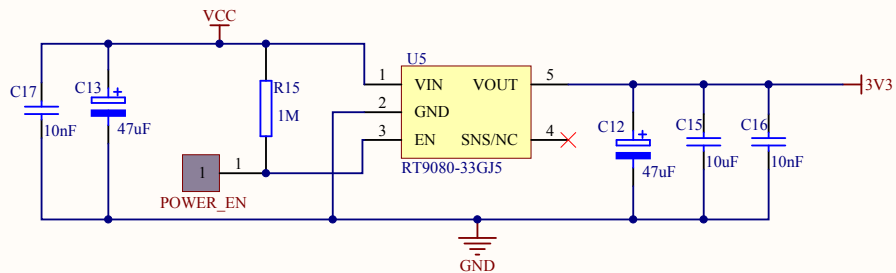 VCC
U5
C17
10nF
C13
+
47uF
R15
1M
1
VIN
VOUT
5
2
GND
3
EN
SNS/NC
4
RT9080-33GJ5
1
1
POWER_EN
C12
+
47uF
C15
10uF
C16
10nF
3V3
GND